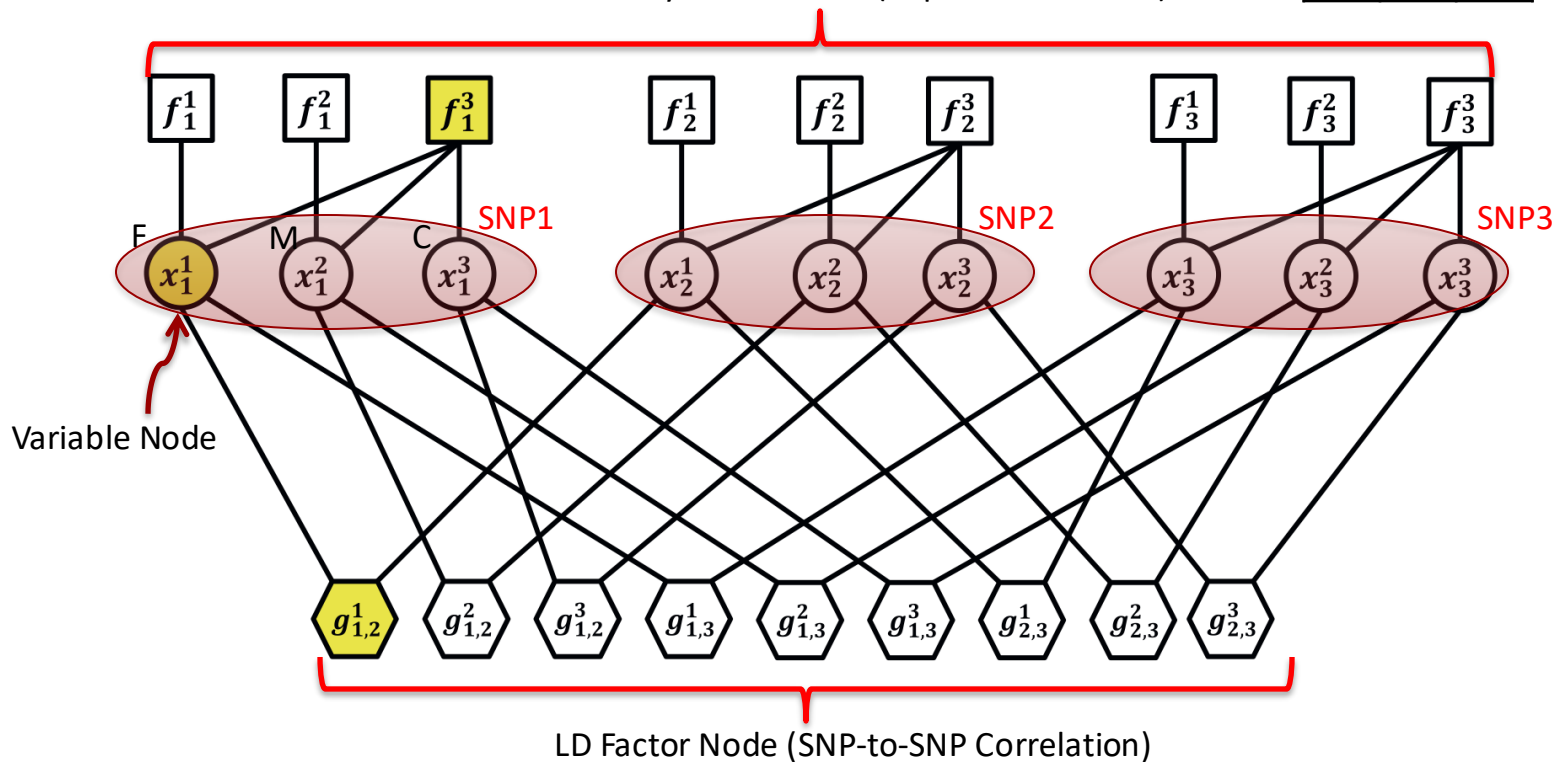 f₁¹ f₁² f₁³ f₂¹ f₂² f₂³ f₃¹ f₃² f₃³
SNP1 SNP2 SNP3
F M C
x₁¹ x₁² x₁³ x₂¹ x₂² x₂³ x₃¹ x₃² x₃³
Variable Node
g₁,₂¹ g₁,₂² g₁,₂³ g₁,₃¹ g₁,₃² g₁,₃³ g₂,₃¹ g₂,₃² g₂,₃³
LD Factor Node (SNP-to-SNP Correlation)